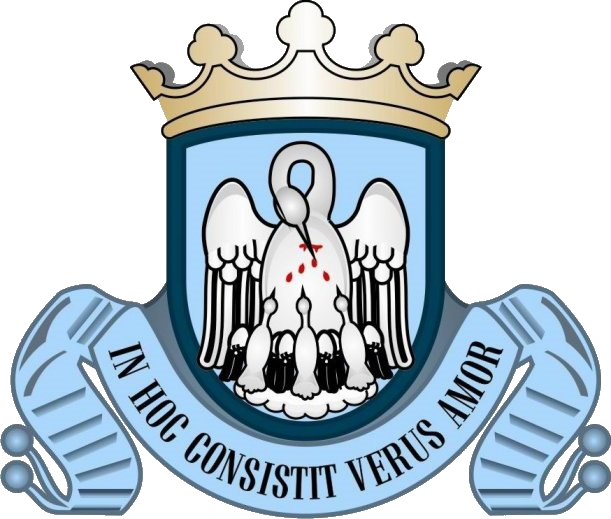 IN HOC CONSISTIT VERUS AMOR